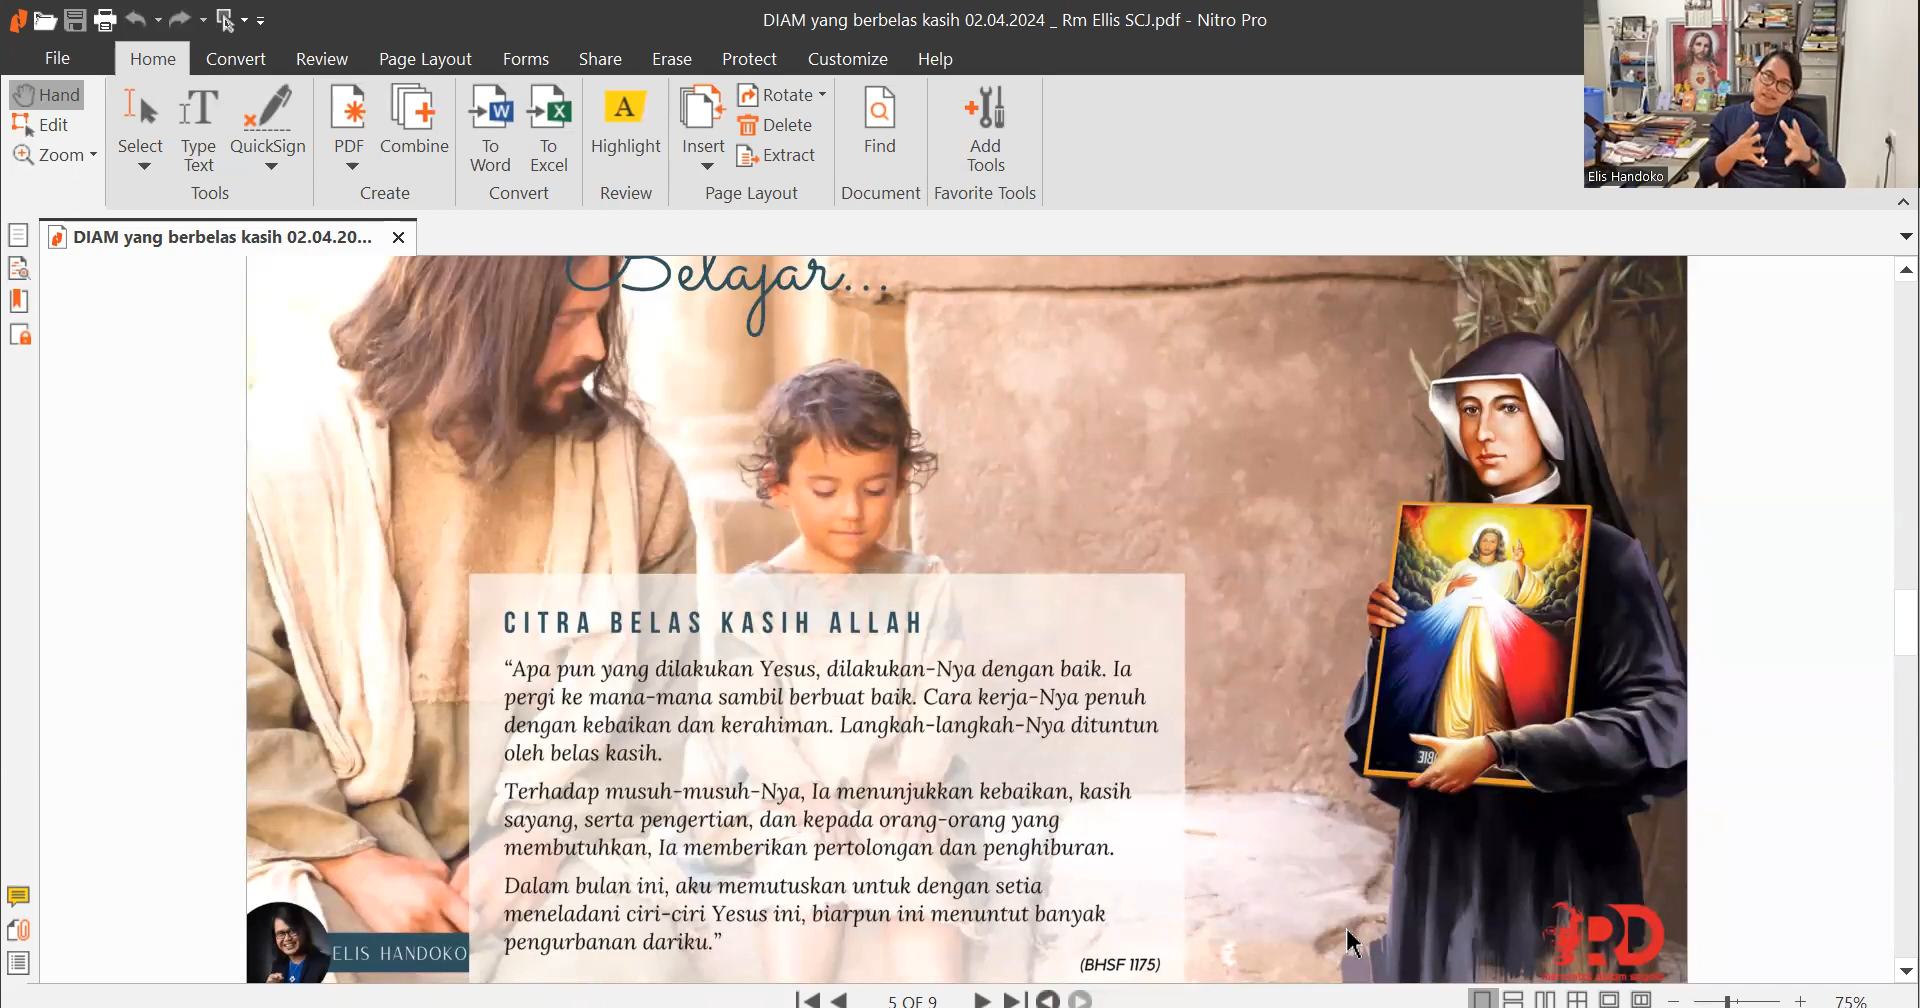 DIAM yang berbelas kasih 02.04.2024 _ Rm Ellis SCJ.pdf - Nitro Pro
File
Home
Convert
Review
Page Layout
Forms
Share
Erase
Protect
Customize
Help
Hand
Edit
Zoom
Select
Type
Text
QuickSign
Tools
PDF
Combine
Create
To
Word
To
Excel
Convert
Highlight
Review
Insert
Rotate
Delete
Extract
Page Layout
Find
Document
Add
Tools
Favorite Tools
Elis Handoko
DIAM yang berbelas kasih 02.04.20...
Belajar...
CITRA BELAS KASIH ALLAH
“Apa pun yang dilakukan Yesus, dilakukan-Nya dengan baik. Ia
pergi ke mana-mana sambil berbuat baik. Cara kerja-Nya penuh
dengan kebaikan dan kerahiman. Langkah-langkah-Nya dituntun
oleh belas kasih.
Terhadap musuh-musuh-Nya, Ia menunjukkan kebaikan, kasih
sayang, serta pengertian, dan kepada orang-orang yang
membutuhkan, Ia memberikan pertolongan dan penghiburan.
Dalam bulan ini, aku memutuskan untuk dengan setia
meneladani ciri-ciri Yesus ini, biarpun ini menuntut banyak
pengurbanan dariku.”
(BHSF 1175)
ELIS HANDOKO
RD
5 OF 9
75%